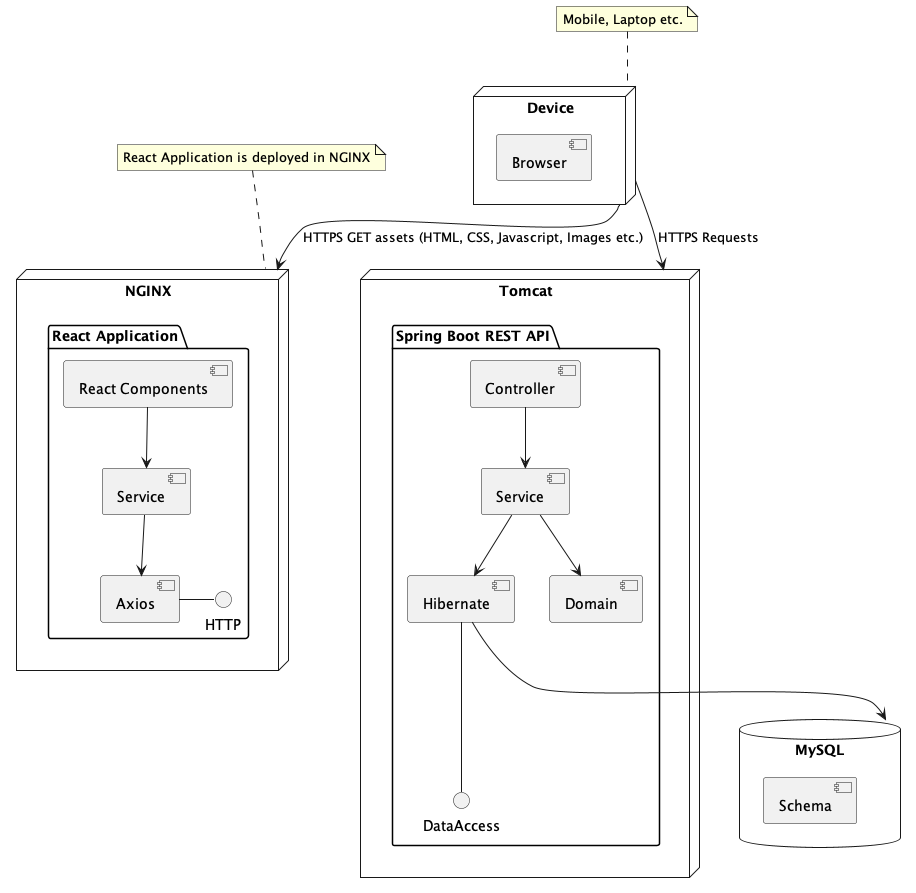 Mobile, Laptop etc.
Device
Browser
React Application is deployed in NGINX
HTTPS GET assets (HTML, CSS, Javascript, Images etc.)
HTTPS Requests
NGINX
React Application
React Components
Service
Axios
HTTP
Tomcat
Spring Boot REST API
Controller
Service
Hibernate
Domain
DataAccess
MySQL
Schema